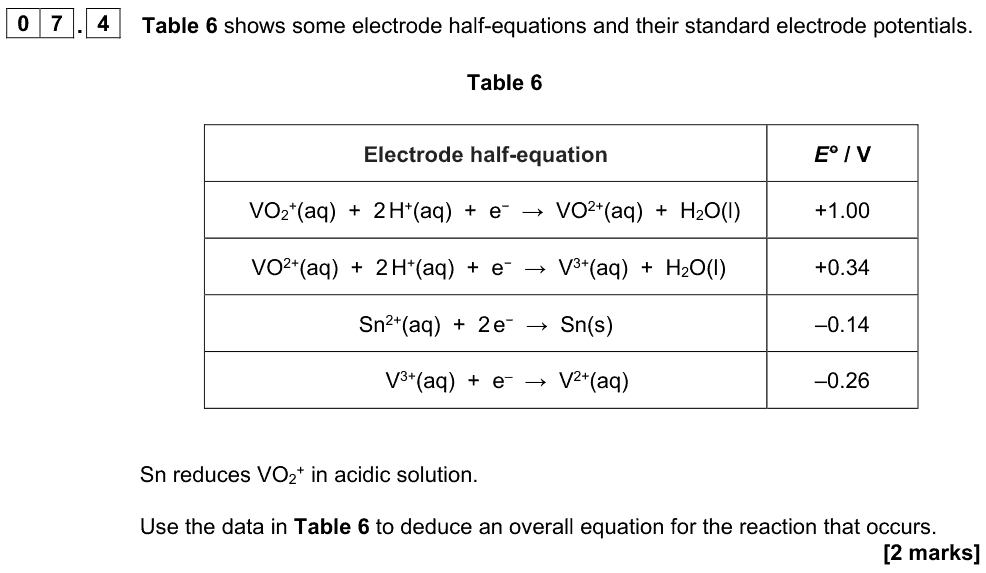 0 7 . 4 Table 6 shows some electrode half-equations and their standard electrode potentials.
Table 6
Electrode half-equation E° / V
VO₂⁺(aq) + 2H⁺(aq) + e⁻ → VO²⁺(aq) + H₂O(l) +1.00
VO²⁺(aq) + 2H⁺(aq) + e⁻ → V³⁺(aq) + H₂O(l) +0.34
Sn²⁺(aq) + 2e⁻ → Sn(s) –0.14
V³⁺(aq) + e⁻ → V²⁺(aq) –0.26
Sn reduces VO₂⁺ in acidic solution.
Use the data in Table 6 to deduce an overall equation for the reaction that occurs.
[2 marks]